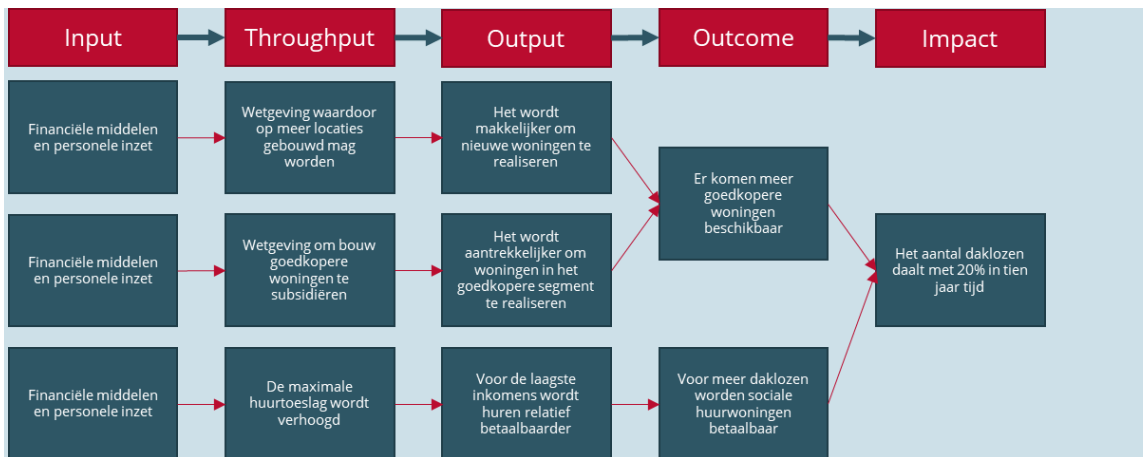 Input
Throughput
Output
Outcome
Impact
Financiële middelen
en personele inzet
Wetgeving waardoor
op meer locaties
gebouwd mag
worden
Het wordt
makkelijker om
nieuwe woningen te
realiseren
Er komen meer
goedkopere
woningen
beschikbaar
Financiële middelen
en personele inzet
Wetgeving om bouw
goedkopere
woningen te
subsidiëren
Het wordt
aantrekkelijker om
woningen in het
goedkopere segment
te realiseren
Het aantal daklozen
daalt met 20% in tien
jaar tijd
Financiële middelen
en personele inzet
De maximale
huurtoeslag wordt
verhoogd
Voor de laagste
inkomens wordt
huren relatief
betaalbaarder
Voor meer daklozen
worden sociale
huurwoningen
betaalbaar